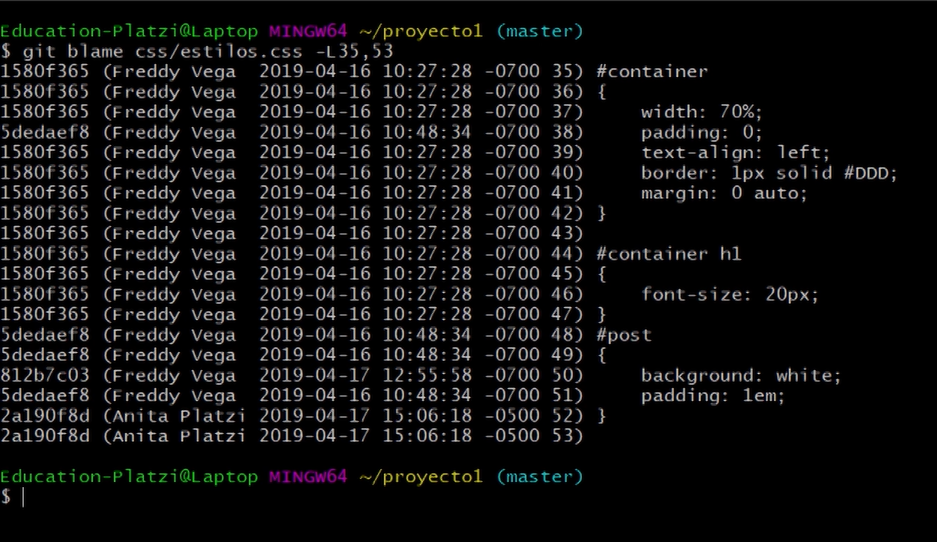 Education-Platzi@Laptop MINGW64 ~/proyecto1 (master)
$ git blame css/estilos.css -L35,53
1580f365 (Freddy Vega  2019-04-16 10:27:28 -0700 35) #container
1580f365 (Freddy Vega  2019-04-16 10:27:28 -0700 36) {
1580f365 (Freddy Vega  2019-04-16 10:27:28 -0700 37)     width: 70%;
5dedaef8 (Freddy Vega  2019-04-16 10:48:34 -0700 38)     padding: 0;
1580f365 (Freddy Vega  2019-04-16 10:27:28 -0700 39)     text-align: left;
1580f365 (Freddy Vega  2019-04-16 10:27:28 -0700 40)     border: 1px solid #DDD;
1580f365 (Freddy Vega  2019-04-16 10:27:28 -0700 41)     margin: 0 auto;
1580f365 (Freddy Vega  2019-04-16 10:27:28 -0700 42) }
1580f365 (Freddy Vega  2019-04-16 10:27:28 -0700 43)
1580f365 (Freddy Vega  2019-04-16 10:27:28 -0700 44) #container h1
1580f365 (Freddy Vega  2019-04-16 10:27:28 -0700 45) {
1580f365 (Freddy Vega  2019-04-16 10:27:28 -0700 46)     font-size: 20px;
1580f365 (Freddy Vega  2019-04-16 10:27:28 -0700 47) }
5dedaef8 (Freddy Vega  2019-04-16 10:48:34 -0700 48) #post
5dedaef8 (Freddy Vega  2019-04-16 10:48:34 -0700 49) {
812b7c03 (Freddy Vega  2019-04-17 12:55:58 -0700 50)     background: white;
5dedaef8 (Freddy Vega  2019-04-16 10:48:34 -0700 51)     padding: 1em;
2a190f8d (Anita Platzi 2019-04-17 15:06:18 -0500 52) }
2a190f8d (Anita Platzi 2019-04-17 15:06:18 -0500 53)
Education-Platzi@Laptop MINGW64 ~/proyecto1 (master)
$